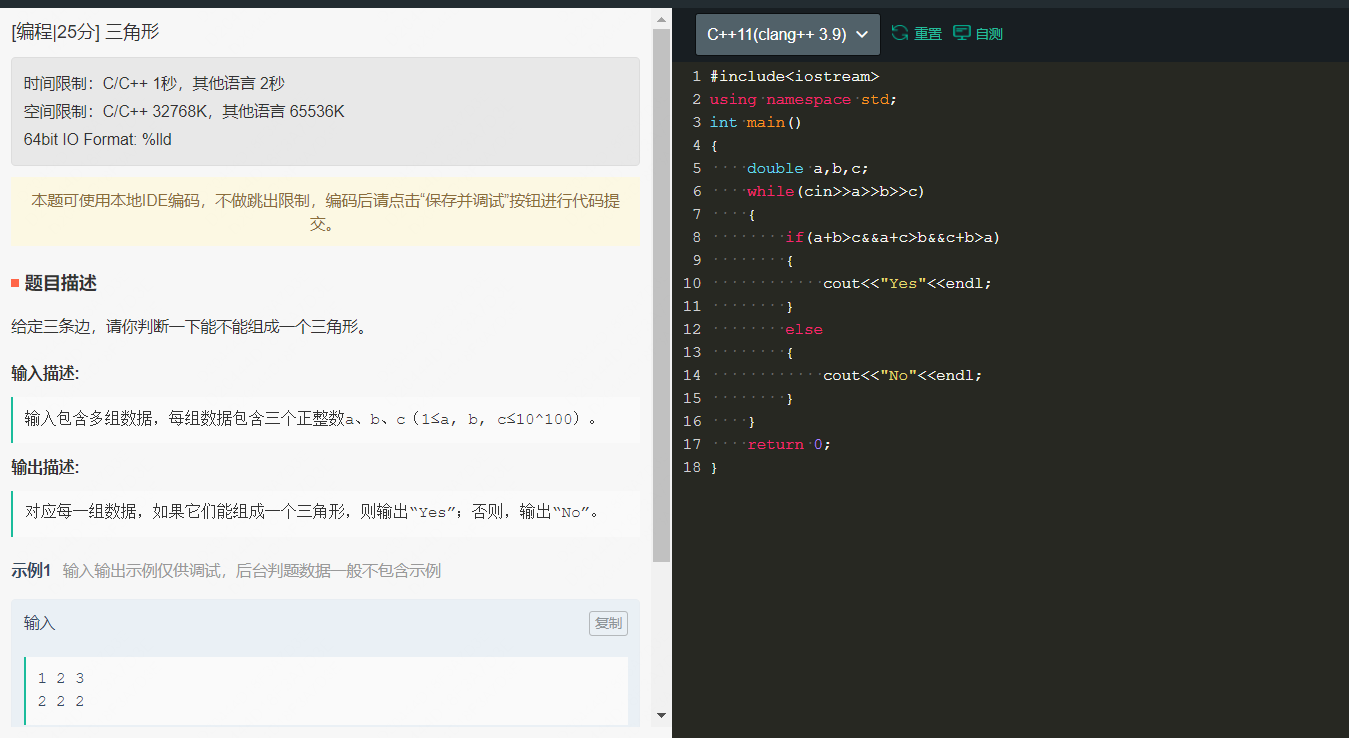 [编程|25分] 三角形
时间限制：C/C++ 1秒，其他语言 2秒
空间限制：C/C++ 32768K，其他语言 65536K
64bit IO Format: %lld
本题可使用本地IDE编码，不做跳出限制，编码后请点击“保存并调试”按钮进行代码提
交。
题目描述
给定三条边，请你判断一下能不能组成一个三角形。
输入描述:
输入包含多组数据，每组数据包含三个正整数a、b、c（1≤a, b, c≤10^100）。
输出描述:
对应每一组数据，如果它们能组成一个三角形，则输出“Yes”；否则，输出“No”。
示例1 输入输出示例仅供调试，后台判题数据一般不包含示例
输入 复制
1 2 3
2 2 2
C++11(clang++ 3.9) 重置 自测
1 #include<iostream>
2 using namespace std;
3 int main()
4 {
5     double a,b,c;
6     while(cin>>a>>b>>c)
7     {
8         if(a+b>c&&a+c>b&&c+b>a)
9         {
10             cout<<"Yes"<<endl;
11         }
12         else
13         {
14             cout<<"No"<<endl;
15         }
16     }
17     return 0;
18 }